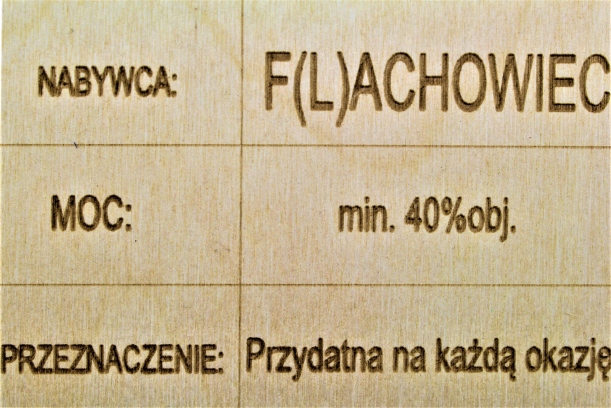 NABYWCA: F(L)ACHOWIEC
MOC: min. 40%obj.
PRZEZNACZENIE: Przydatna na każdą okazję